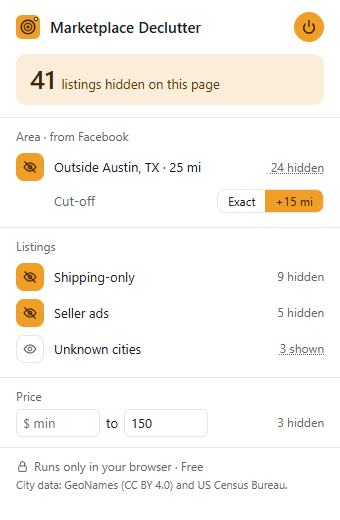 Marketplace Declutter
41 listings hidden on this page
Area · from Facebook
Outside Austin, TX · 25 mi 24 hidden
Cut-off Exact +15 mi
Listings
Shipping-only 9 hidden
Seller ads 5 hidden
Unknown cities 3 shown
Price
$ min to 150 3 hidden
Runs only in your browser · Free
City data: GeoNames (CC BY 4.0) and US Census Bureau.